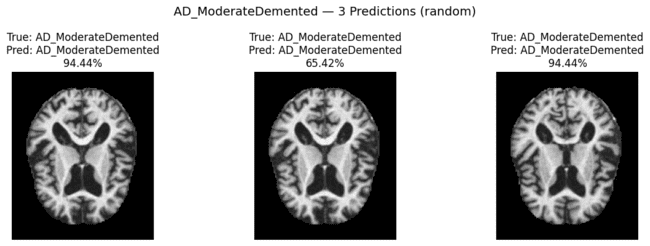 AD_ModerateDemented — 3 Predictions (random)
True: AD_ModerateDemented
Pred: AD_ModerateDemented
94.44%
True: AD_ModerateDemented
Pred: AD_ModerateDemented
65.42%
True: AD_ModerateDemented
Pred: AD_ModerateDemented
94.44%